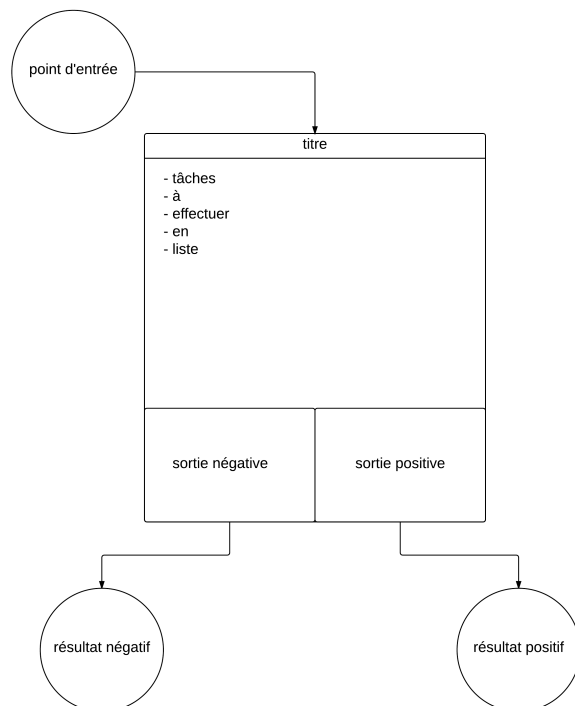 point d'entrée
titre
- tâches
- à
- effectuer
- en
- liste
sortie négative
sortie positive
résultat négatif
résultat positif